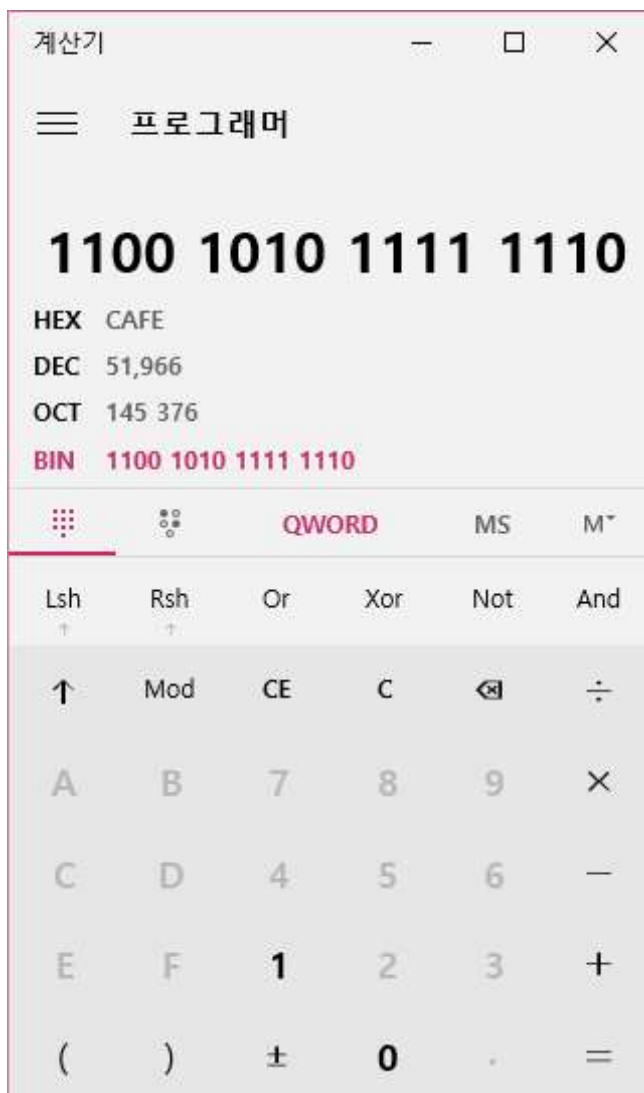 계산기
프로그래머
1100 1010 1111 1110
HEX CAFE
DEC 51,966
OCT 145 376
BIN 1100 1010 1111 1110
QWORD MS M
Lsh Rsh Or Xor Not And
↑ Mod CE C ÷
A B 7 8 9 ×
C D 4 5 6 −
E F 1 2 3 +
( ) ± 0 . =